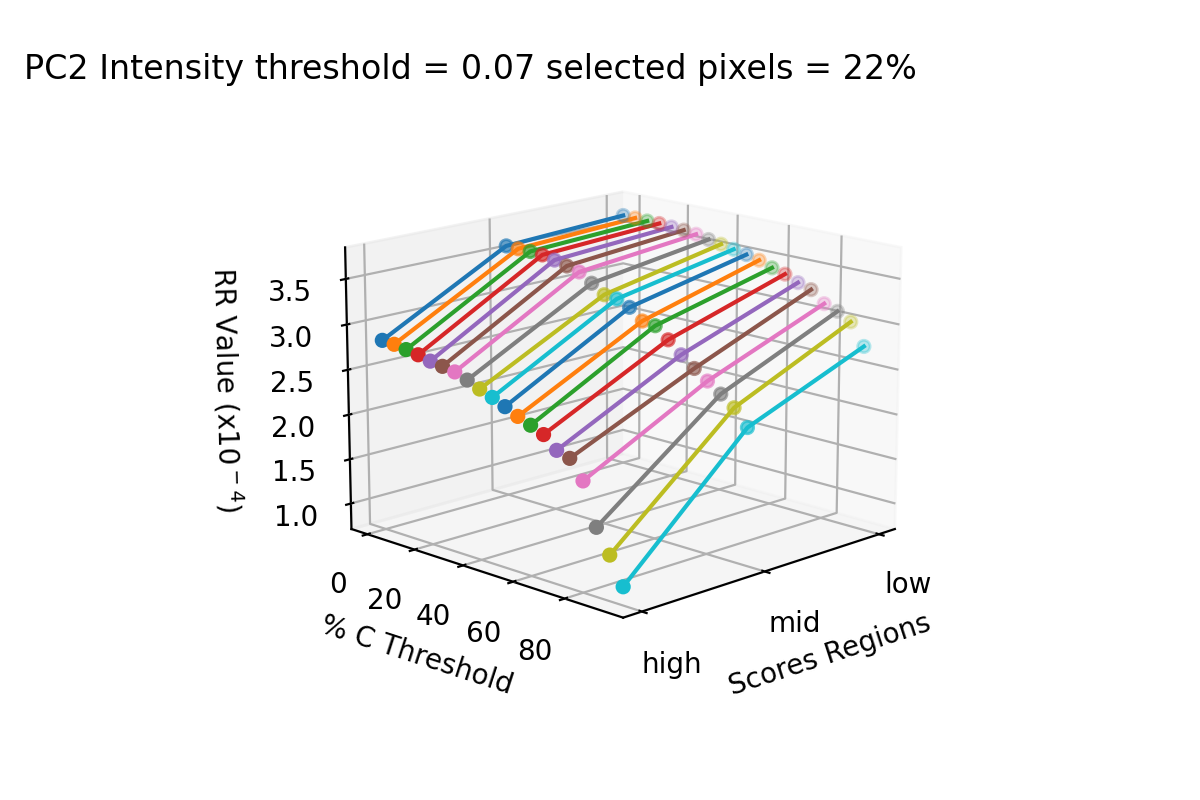 PC2 Intensity threshold = 0.07 selected pixels = 22%
3.5
3.0
2.5
2.0
1.5
1.0
RR Value (x10⁻⁴)
0
20
40
60
80
% C Threshold
low
mid
high
Scores Regions